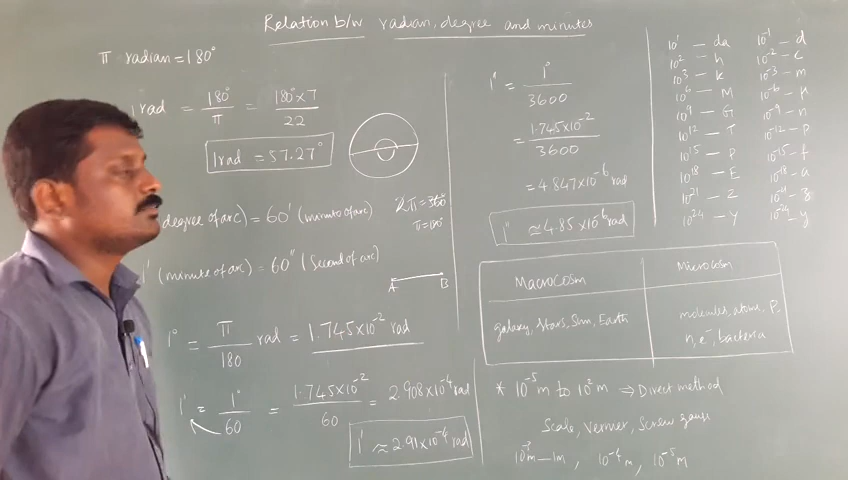 Relation b/w radian, degree and minutes
π radian = 180°
1 rad = 180°/π = 180°×7/22
1 rad = 57.27°
degree of arc) = 60' (minute of arc)
2π = 360°
π = 180°
1' (minute of arc) = 60" (Second of arc)
A B
1° = π/180 rad = 1.745×10⁻² rad
1' = 1°/60 = 1.745×10⁻²/60 = 2.908×10⁻⁴ rad
1' ≈ 2.91×10⁻⁴ rad
1" = 1°/3600
= 1.745×10⁻²/3600
= 4.847×10⁻⁶ rad
1" ≈ 4.85×10⁻⁶ rad
10¹ — da 10⁻¹ — d
10² — h 10⁻² — c
10³ — k 10⁻³ — m
10⁶ — M 10⁻⁶ — μ
10⁹ — G 10⁻⁹ — n
10¹² — T 10⁻¹² — p
10¹⁵ — P 10⁻¹⁵ — f
10¹⁸ — E 10⁻¹⁸ — a
10²¹ — Z 10⁻²¹ — z
10²⁴ — Y 10⁻²⁴ — y
Macrocosm Microcosm
galaxy, Stars, Sun, Earth
molecules, atoms, P,
n, e⁻, bacteria
* 10⁻⁵m to 10²m ⇒ Direct method
Scale, Vernier, Screw gauge
10⁻³m — 1m, 10⁻⁴m, 10⁻⁵m